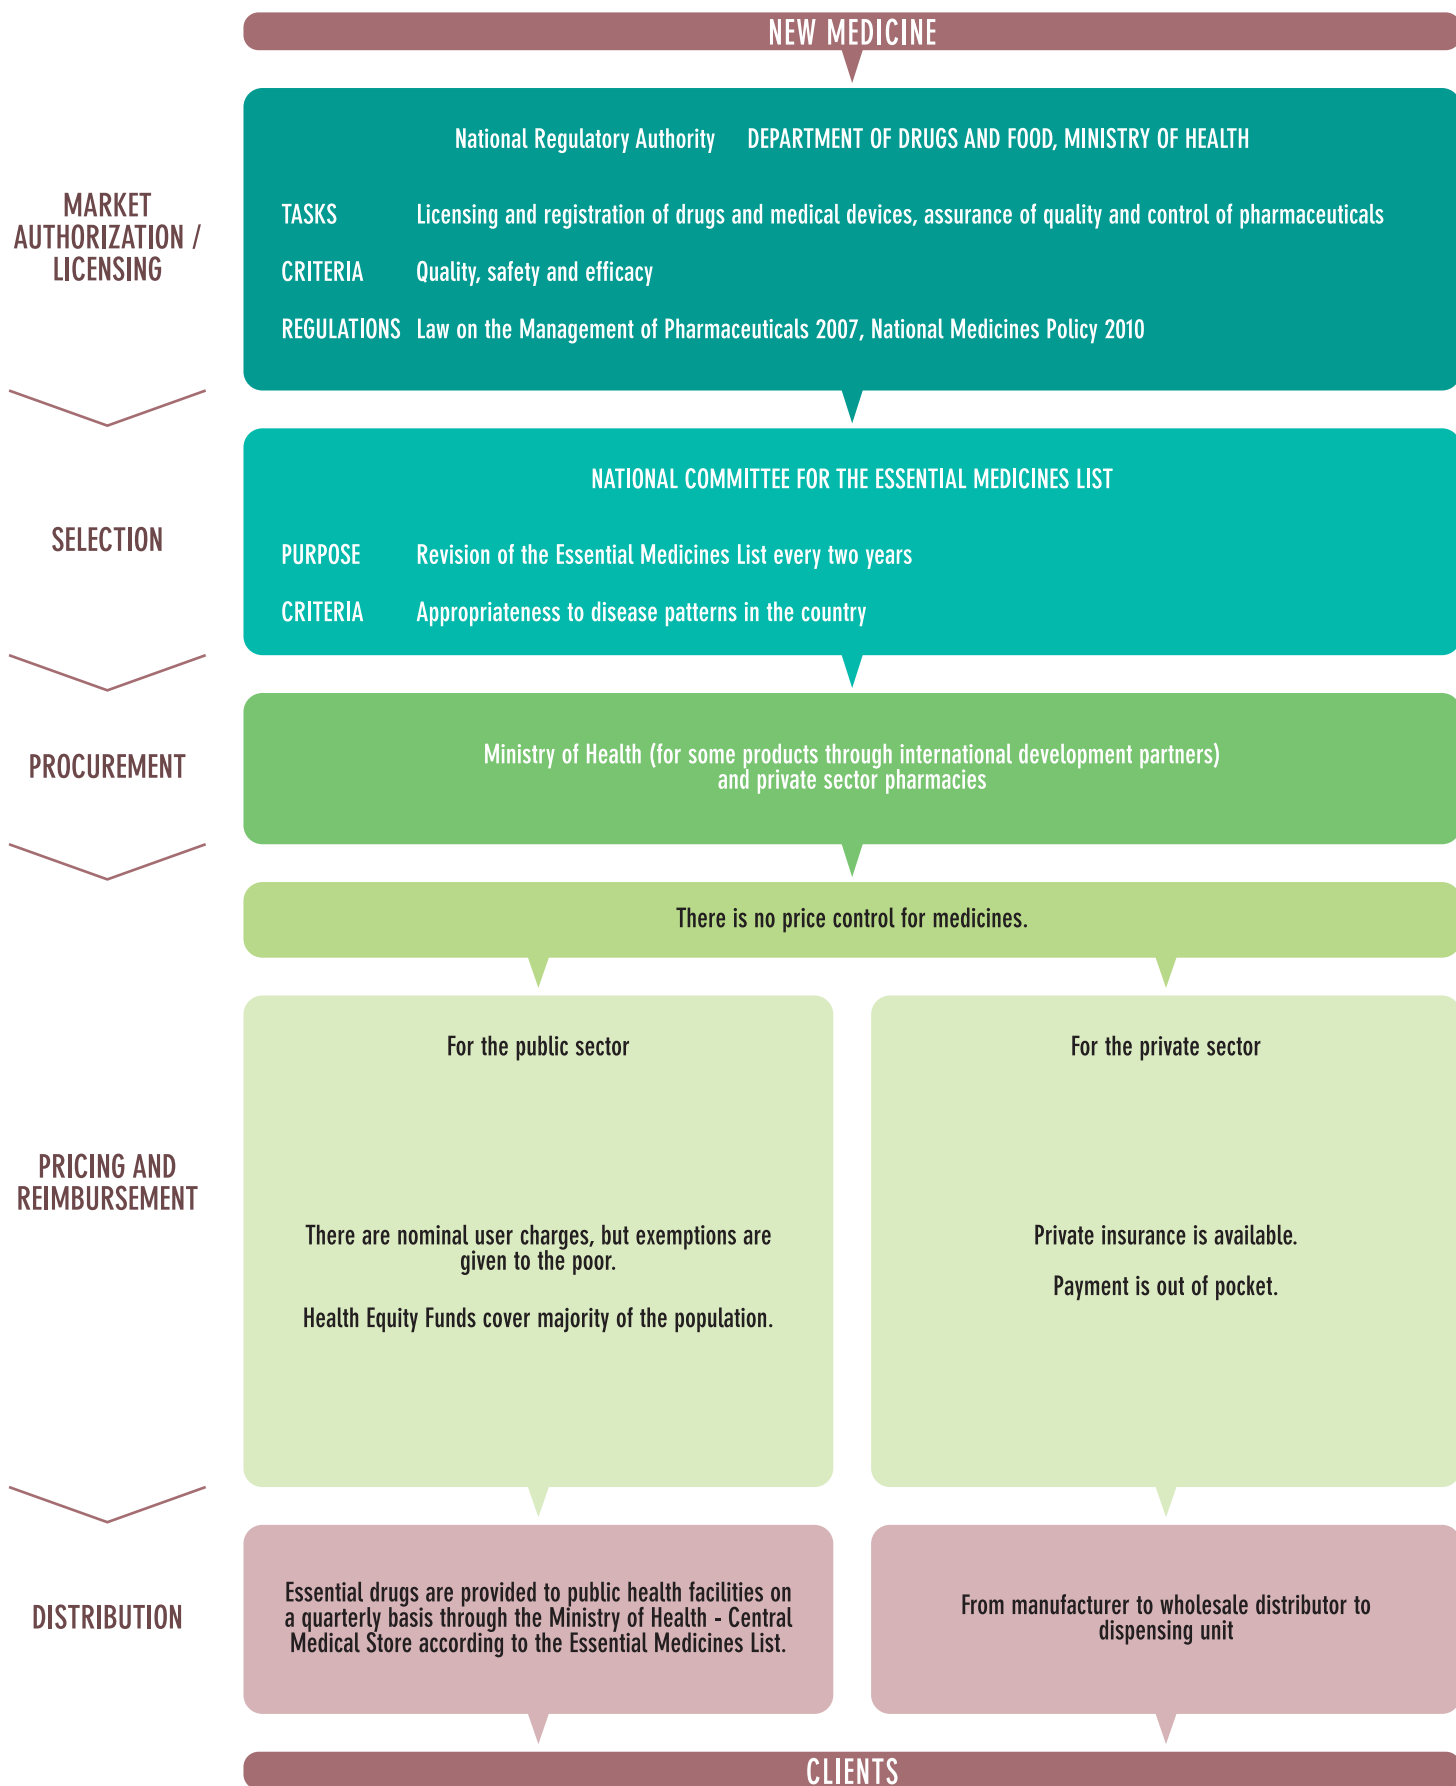 NEW MEDICINE
MARKET
AUTHORIZATION /
LICENSING
National Regulatory Authority DEPARTMENT OF DRUGS AND FOOD, MINISTRY OF HEALTH
TASKS Licensing and registration of drugs and medical devices, assurance of quality and control of pharmaceuticals
CRITERIA Quality, safety and efficacy
REGULATIONS Law on the Management of Pharmaceuticals 2007, National Medicines Policy 2010
SELECTION
NATIONAL COMMITTEE FOR THE ESSENTIAL MEDICINES LIST
PURPOSE Revision of the Essential Medicines List every two years
CRITERIA Appropriateness to disease patterns in the country
PROCUREMENT
Ministry of Health (for some products through international development partners)
and private sector pharmacies
There is no price control for medicines.
PRICING AND
REIMBURSEMENT
For the public sector
There are nominal user charges, but exemptions are
given to the poor.
Health Equity Funds cover majority of the population.
For the private sector
Private insurance is available.
Payment is out of pocket.
DISTRIBUTION
Essential drugs are provided to public health facilities on
a quarterly basis through the Ministry of Health - Central
Medical Store according to the Essential Medicines List.
From manufacturer to wholesale distributor to
dispensing unit
CLIENTS